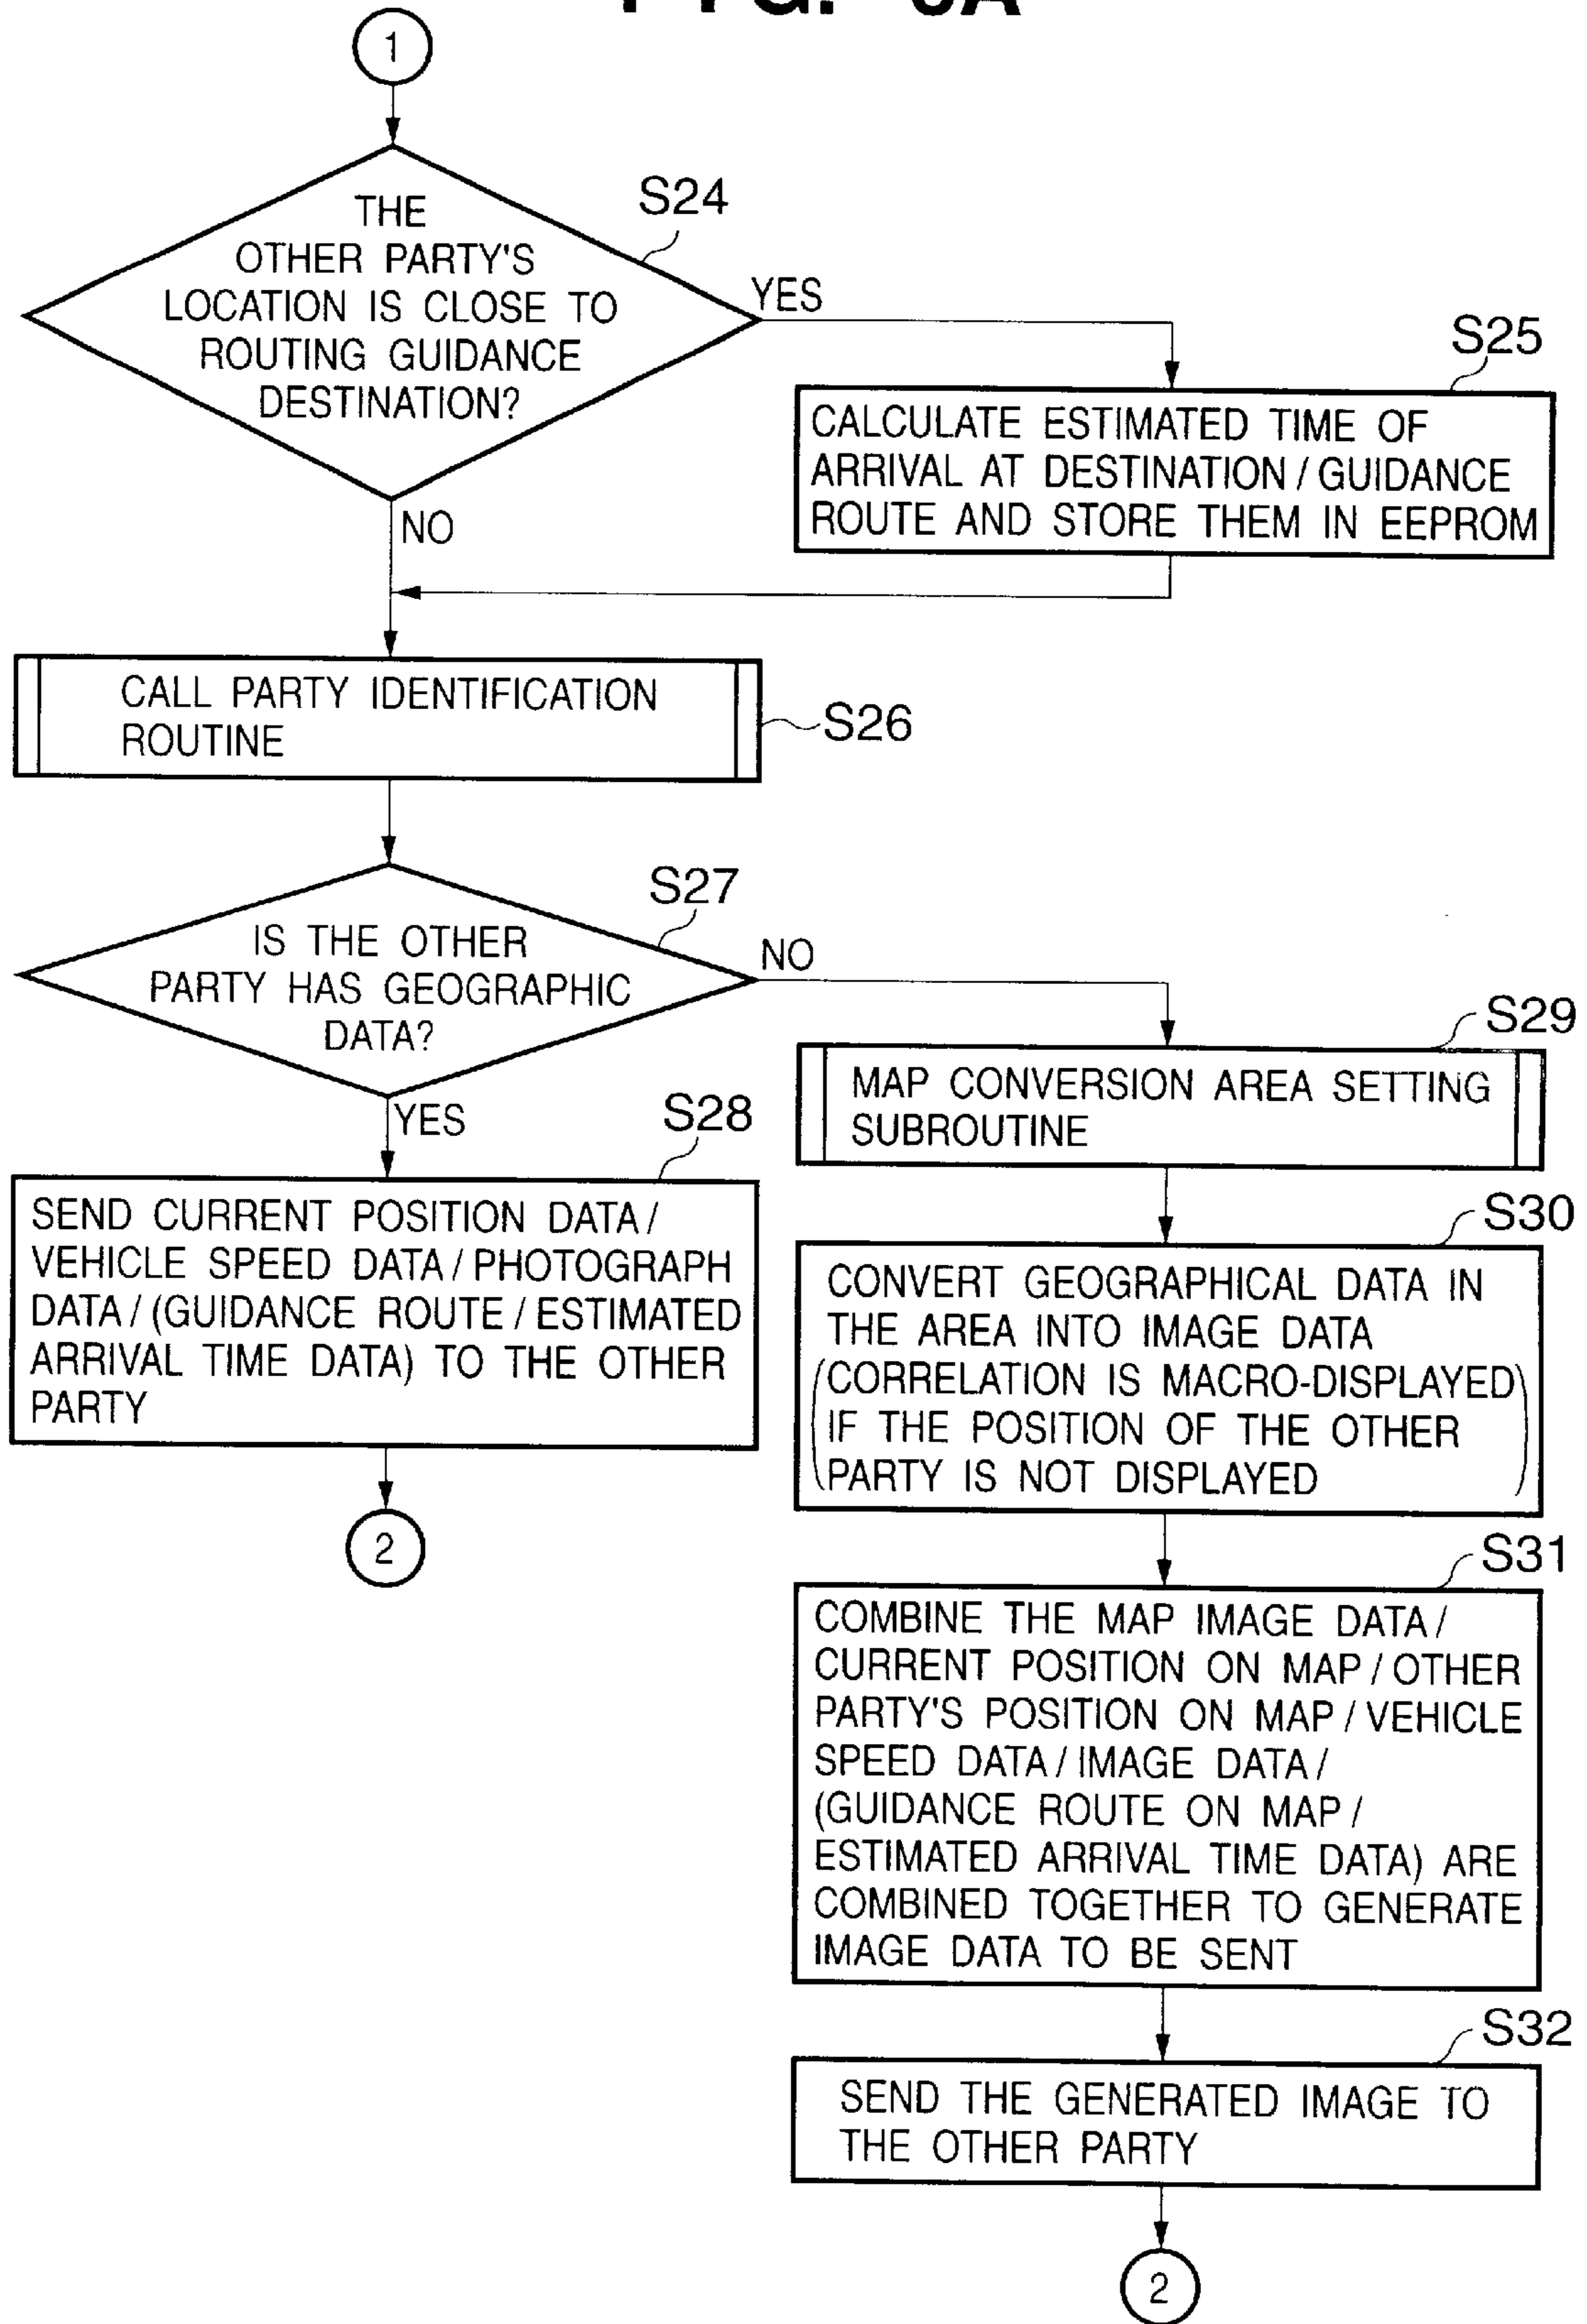 1
S24
THE
OTHER PARTY'S
LOCATION IS CLOSE TO
ROUTING GUIDANCE
DESTINATION?
YES
NO
S25
CALCULATE ESTIMATED TIME OF
ARRIVAL AT DESTINATION / GUIDANCE
ROUTE AND STORE THEM IN EEPROM
CALL PARTY IDENTIFICATION
ROUTINE
S26
S27
IS THE OTHER
PARTY HAS GEOGRAPHIC
DATA?
NO
YES
S28
SEND CURRENT POSITION DATA /
VEHICLE SPEED DATA / PHOTOGRAPH
DATA / (GUIDANCE ROUTE / ESTIMATED
ARRIVAL TIME DATA) TO THE OTHER
PARTY
2
S29
MAP CONVERSION AREA SETTING
SUBROUTINE
S30
CONVERT GEOGRAPHICAL DATA IN
THE AREA INTO IMAGE DATA
(CORRELATION IS MACRO-DISPLAYED
IF THE POSITION OF THE OTHER
PARTY IS NOT DISPLAYED)
S31
COMBINE THE MAP IMAGE DATA /
CURRENT POSITION ON MAP / OTHER
PARTY'S POSITION ON MAP / VEHICLE
SPEED DATA / IMAGE DATA /
(GUIDANCE ROUTE ON MAP /
ESTIMATED ARRIVAL TIME DATA) ARE
COMBINED TOGETHER TO GENERATE
IMAGE DATA TO BE SENT
S32
SEND THE GENERATED IMAGE TO
THE OTHER PARTY
2